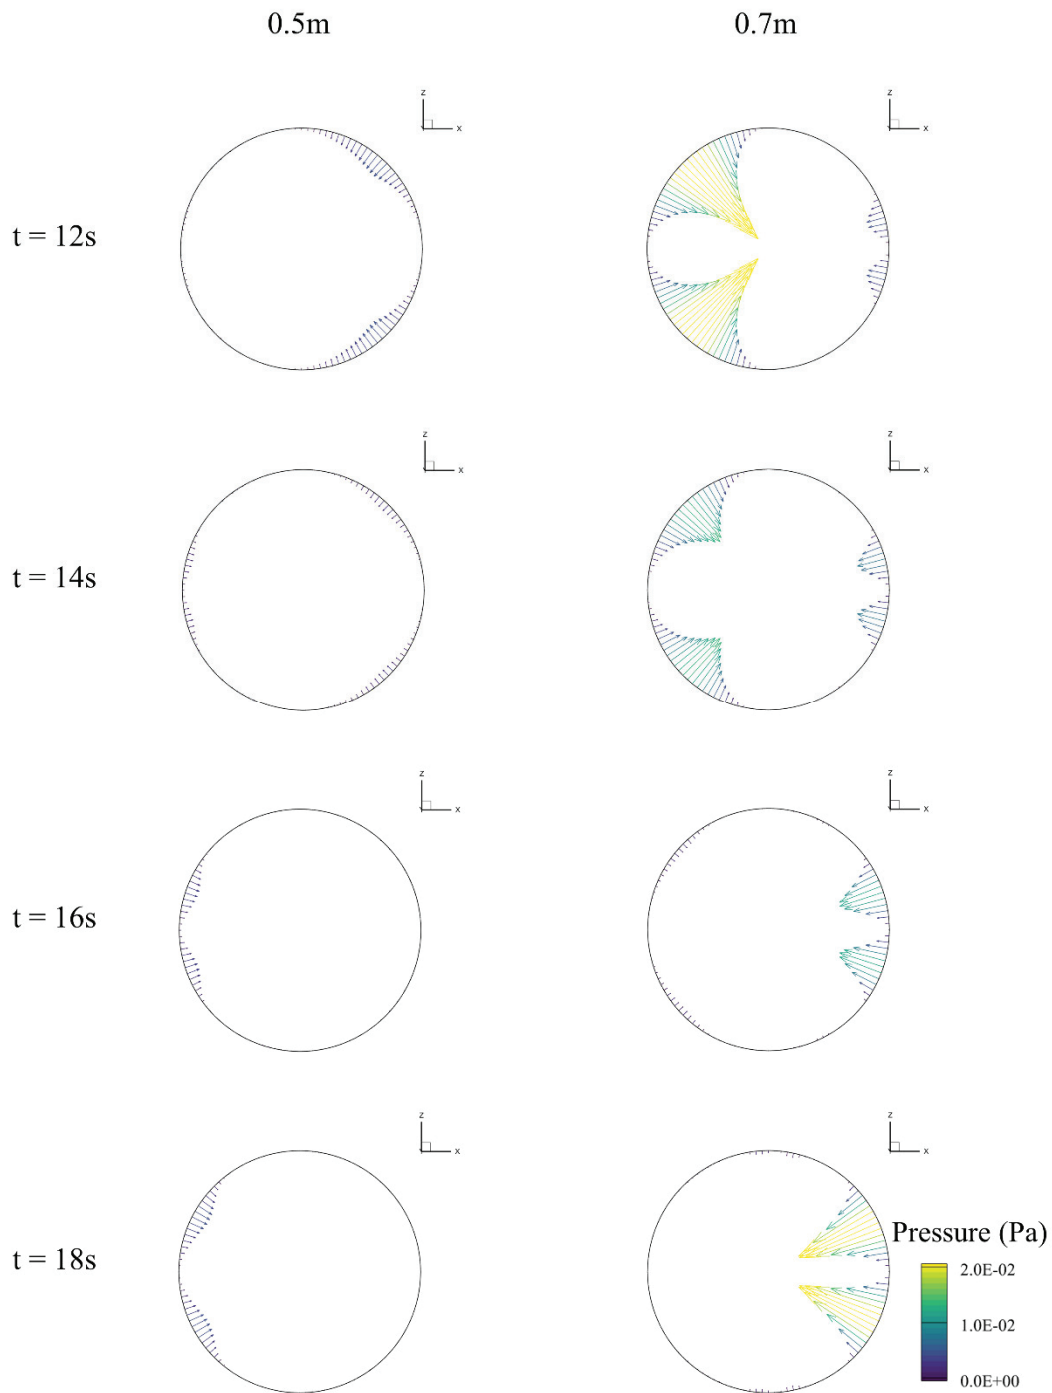 0.5m 0.7m
z z
x x
t = 12s
z z
x x
t = 14s
z z
x x
t = 16s
z z
x x
t = 18s
Pressure (Pa)
2.0E-02
1.0E-02
0.0E+00